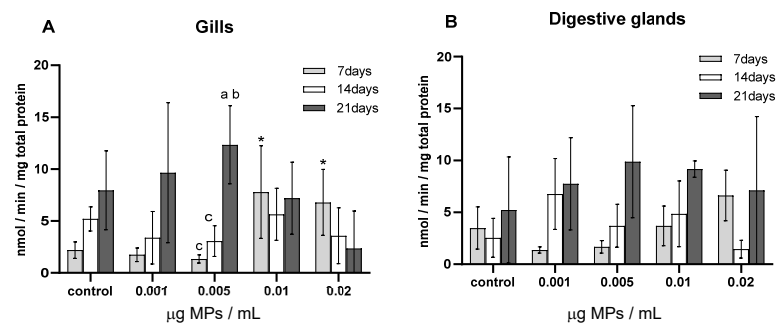 A
Gills
nmol / min / mg total protein
20
15
10
5
0
7days
14days
21days
a b
*
*
c
c
control
0.001
0.005
0.01
0.02
µg MPs / mL
B
Digestive glands
nmol / min / mg total protein
20
15
10
5
0
7days
14days
21days
control
0.001
0.005
0.01
0.02
µg MPs / mL